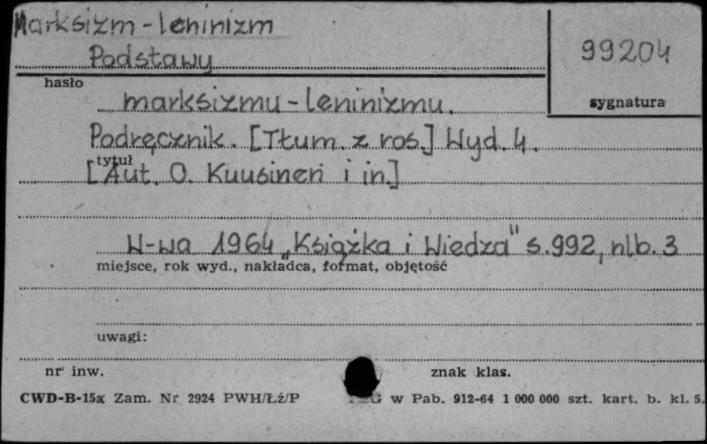 Marksizm-leninizm
Podstawy
99204
hasło
sygnatura
marksizmu-leninizmu.
Podręcznik. [Tłum. z ros.] Wyd. 4.
tytuł
[Aut. O. Kuusinen i in.]
W-wa 1964 „Książka i Wiedza" s. 992, nlb. 3
miejsce, rok wyd., nakładca, format, objętość
uwagi:
nr inw.
znak klas.
CWD-B-15a Zam. Nr 2924 PWH/Łź/P
G w Pab. 912-64 1 000 000 szt. kart. b. kl. 5.